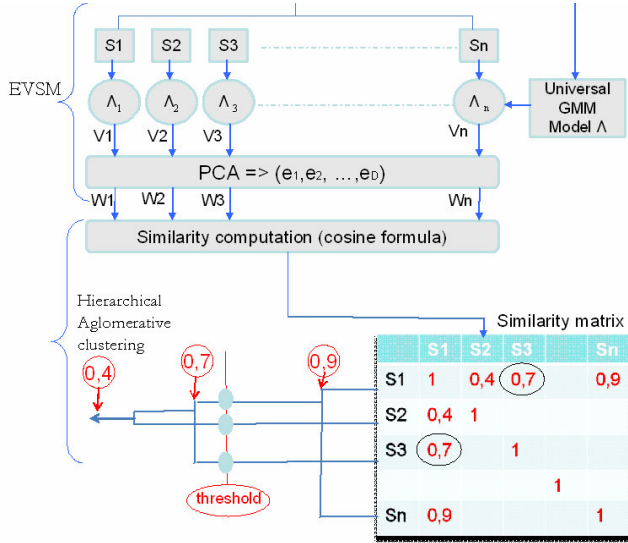 S1 S2 S3 Sn
EVSM
Λ1 Λ2 Λ3 Λn
Universal
GMM
Model Λ
V1 V2 V3 Vn
PCA => (e1,e2, ...,eD)
W1 W2 W3 Wn
Similarity computation (cosine formula)
Hierarchical
Aglomerative
clustering
Similarity matrix
0,4 0,7 0,9
threshold
S1 S2 S3 Sn
S1 1 0,4 0,7 0,9
S2 0,4 1
S3 0,7 1
1
Sn 0,9 1